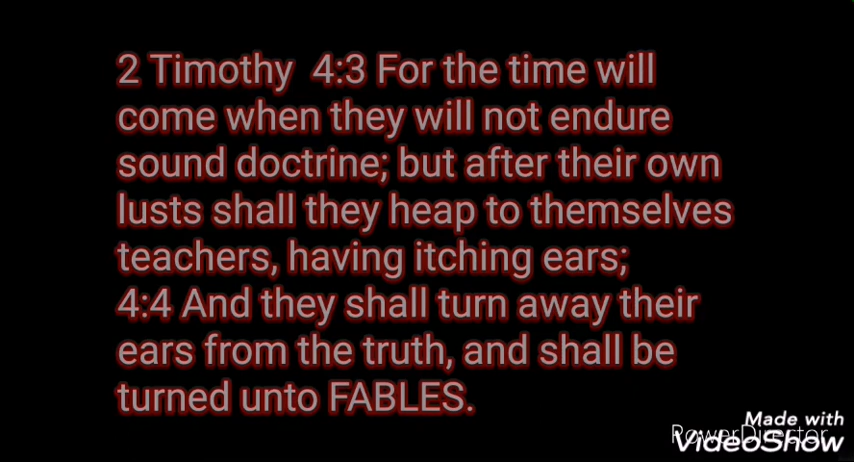 2 Timothy 4:3 For the time will
come when they will not endure
sound doctrine; but after their own
lusts shall they heap to themselves
teachers, having itching ears;
4:4 And they shall turn away their
ears from the truth, and shall be
turned unto FABLES.
Made with
PowerDirector
VideoShow